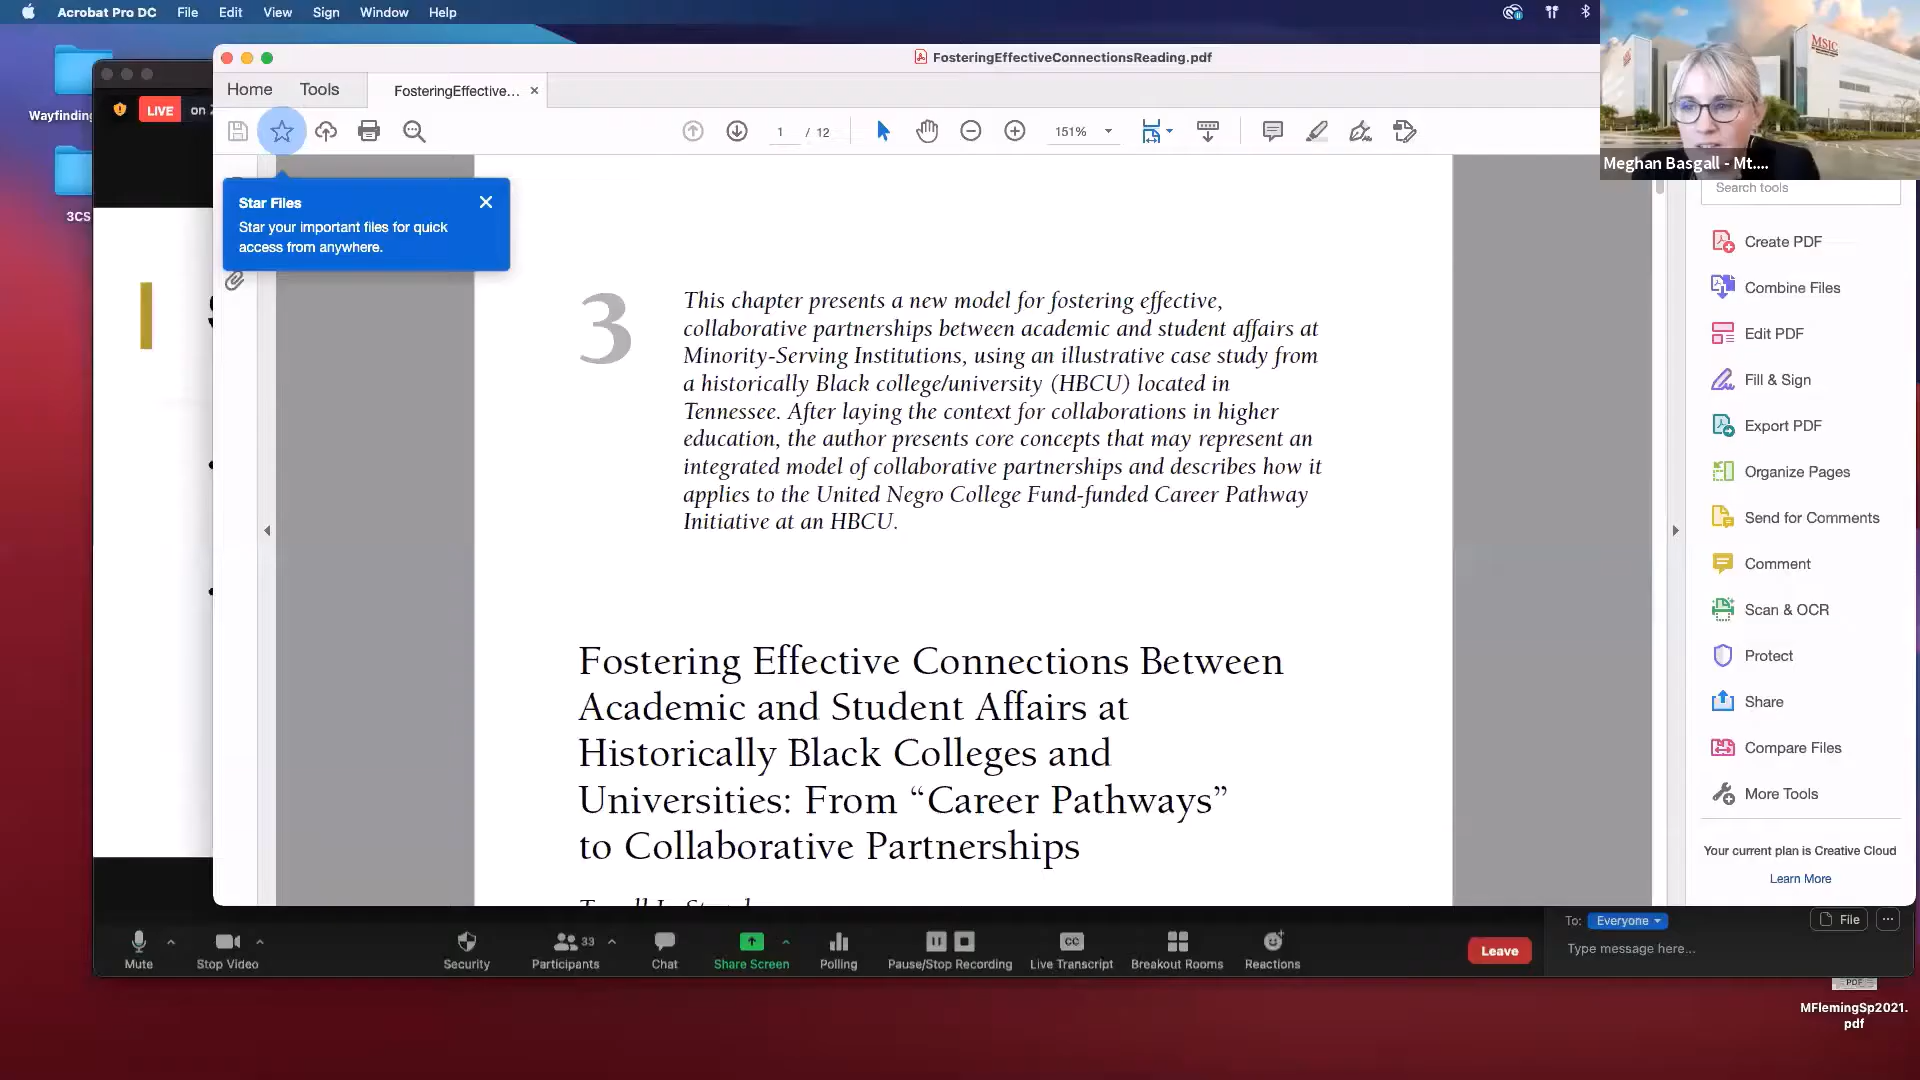 Acrobat Pro DC File Edit View Sign Window Help
FosteringEffectiveConnectionsReading.pdf
MSIC
Meghan Basgall - Mt....
Wayfinding
3CS
LIVE on
Home Tools FosteringEffective...
1 / 12 151%
Star Files
Star your important files for quick
access from anywhere.
3
This chapter presents a new model for fostering effective,
collaborative partnerships between academic and student affairs at
Minority-Serving Institutions, using an illustrative case study from
a historically Black college/university (HBCU) located in
Tennessee. After laying the context for collaborations in higher
education, the author presents core concepts that may represent an
integrated model of collaborative partnerships and describes how it
applies to the United Negro College Fund-funded Career Pathway
Initiative at an HBCU.
Fostering Effective Connections Between
Academic and Student Affairs at
Historically Black Colleges and
Universities: From “Career Pathways”
to Collaborative Partnerships
Search tools
Create PDF
Combine Files
Edit PDF
Fill & Sign
Export PDF
Organize Pages
Send for Comments
Comment
Scan & OCR
Protect
Share
Compare Files
More Tools
Your current plan is Creative Cloud
Learn More
Mute
Stop Video
Security
33
Participants
Chat
Share Screen
Polling
Pause/Stop Recording
CC
Live Transcript
Breakout Rooms
Reactions
Leave
To: Everyone
File
Type message here...
PDF
MFlemingSp2021.
pdf